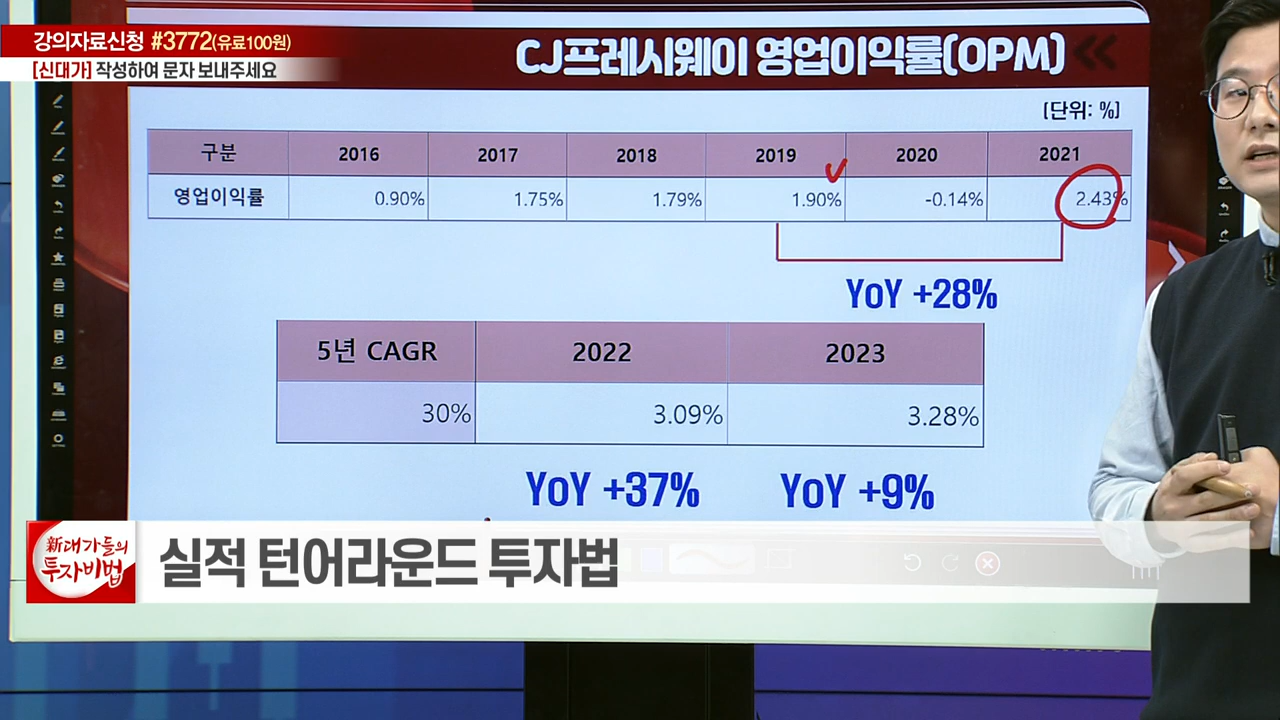 강의자료신청 #3772(유료100원)
[신대가] 작성하여 문자 보내주세요
CJ프레시웨이 영업이익률(OPM)
(단위: %)
구분 2016 2017 2018 2019 2020 2021
영업이익률 0.90% 1.75% 1.79% 1.90% -0.14% 2.43%
YoY +28%
5년 CAGR 2022 2023
30% 3.09% 3.28%
YoY +37% YoY +9%
新대가들의
투자비법
실적 턴어라운드 투자법